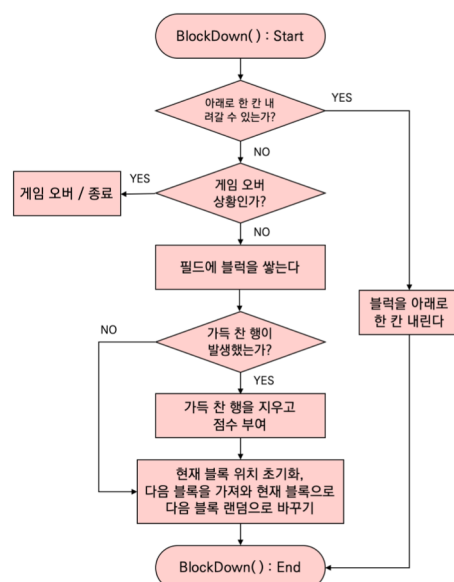 BlockDown( ) : Start
아래로 한 칸 내
려갈 수 있는가?
YES
NO
게임 오버
상황인가?
YES
게임 오버 / 종료
NO
필드에 블럭을 쌓는다
블럭을 아래로
한 칸 내린다
가득 찬 행이
발생했는가?
NO
YES
가득 찬 행을 지우고
점수 부여
현재 블록 위치 초기화,
다음 블록을 가져와 현재 블록으로
다음 블록 랜덤으로 바꾸기
BlockDown( ) : End